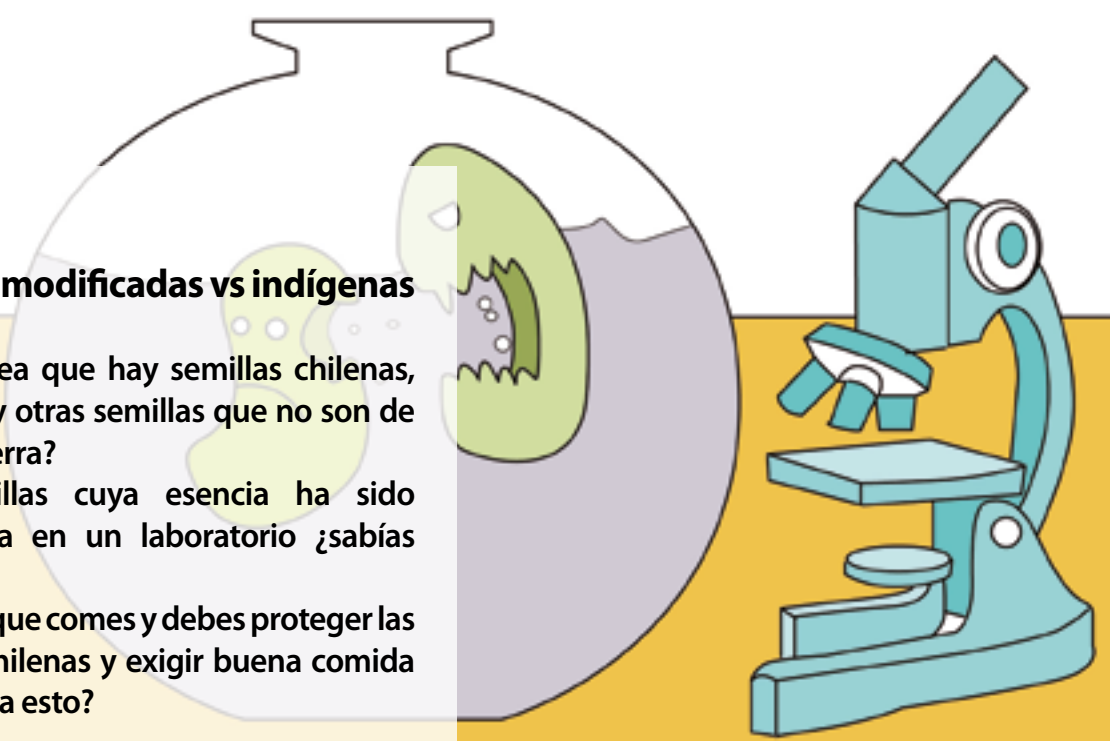 modificadas vs indígenas
ea que hay semillas chilenas,
y otras semillas que no son de
erra?
illas cuya esencia ha sido
a en un laboratorio ¿sabías
que comes y debes proteger las
hilenas y exigir buena comida
a esto?